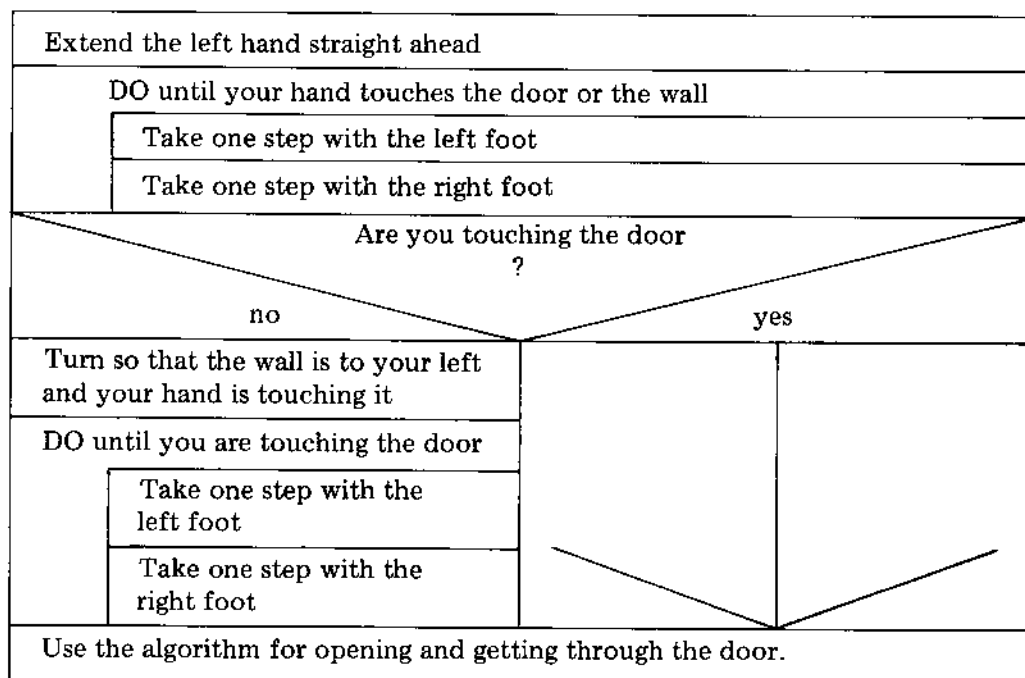 Extend the left hand straight ahead
DO until your hand touches the door or the wall
Take one step with the left foot
Take one step with the right foot
Are you touching the door
?
no
yes
Turn so that the wall is to your left
and your hand is touching it
DO until you are touching the door
Take one step with the
left foot
Take one step with the
right foot
Use the algorithm for opening and getting through the door.